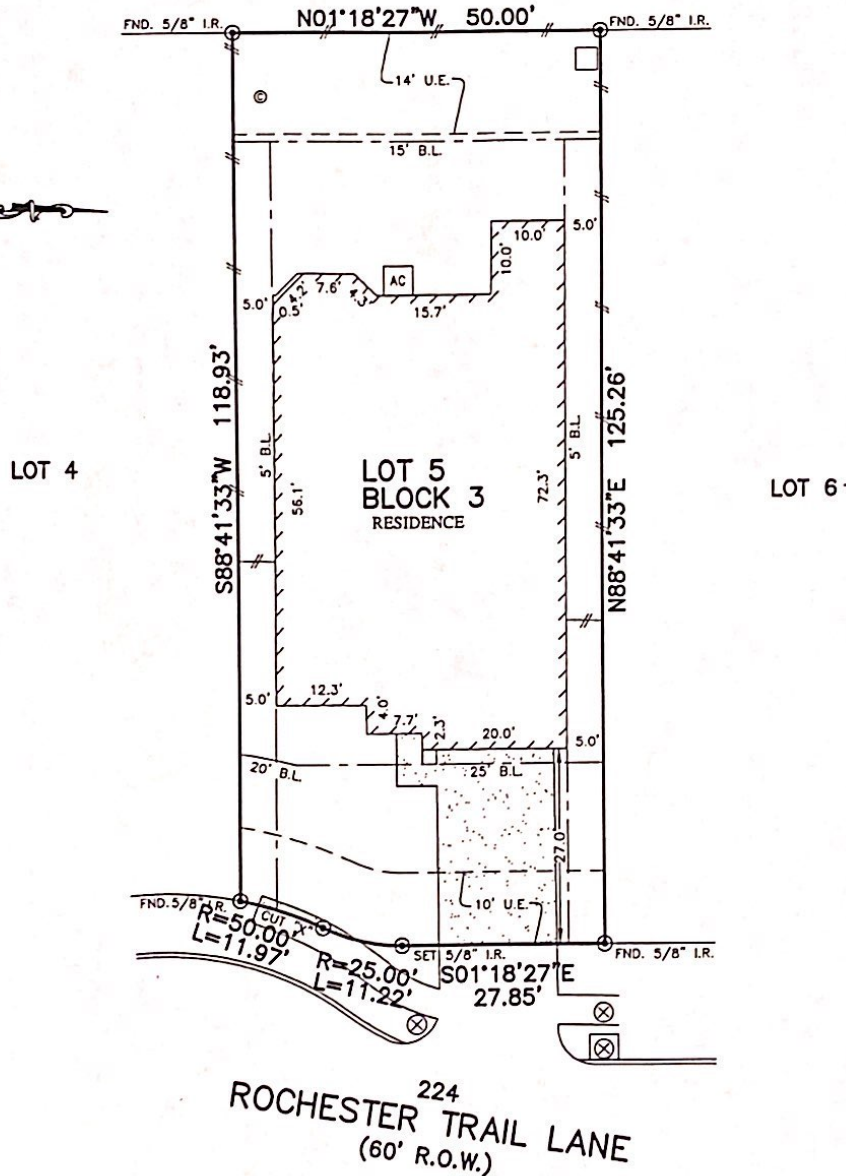 FND. 5/8" I.R.
N01°18'27"W 50.00'
FND. 5/8" I.R.
14' U.E.
©
15' B.L.
10.0'
5.0'
10.0'
AC
7.6'
4.2'
4.3'
5.0'
0.5'
15.7'
S88°41'33"W 118.93'
5' B.L.
56.1'
LOT 4
LOT 5
BLOCK 3
RESIDENCE
72.3'
5' B.L.
N88°41'33"E 125.26'
LOT 6
12.3'
5.0'
4.0'
7.7'
2.3'
20.0'
5.0'
20' B.L.
25' B.L.
27.0'
10' U.E.
FND. 5/8" I.R.
CUT "X"
R=50.00'
L=11.97'
R=25.00'
L=11.22'
SET 5/8" I.R.
S01°18'27"E
27.85'
FND. 5/8" I.R.
224
ROCHESTER TRAIL LANE
(60' R.O.W.)